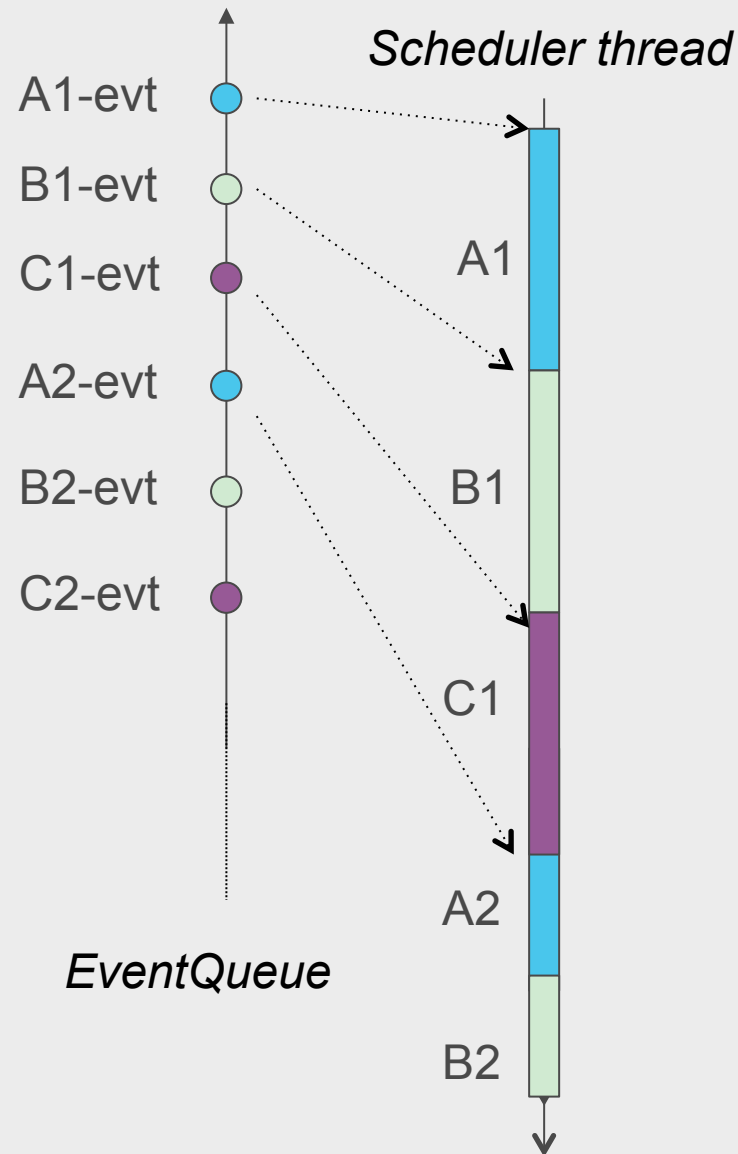 Scheduler thread
A1-evt
B1-evt
C1-evt
A2-evt
B2-evt
C2-evt
EventQueue
A1
B1
C1
A2
B2